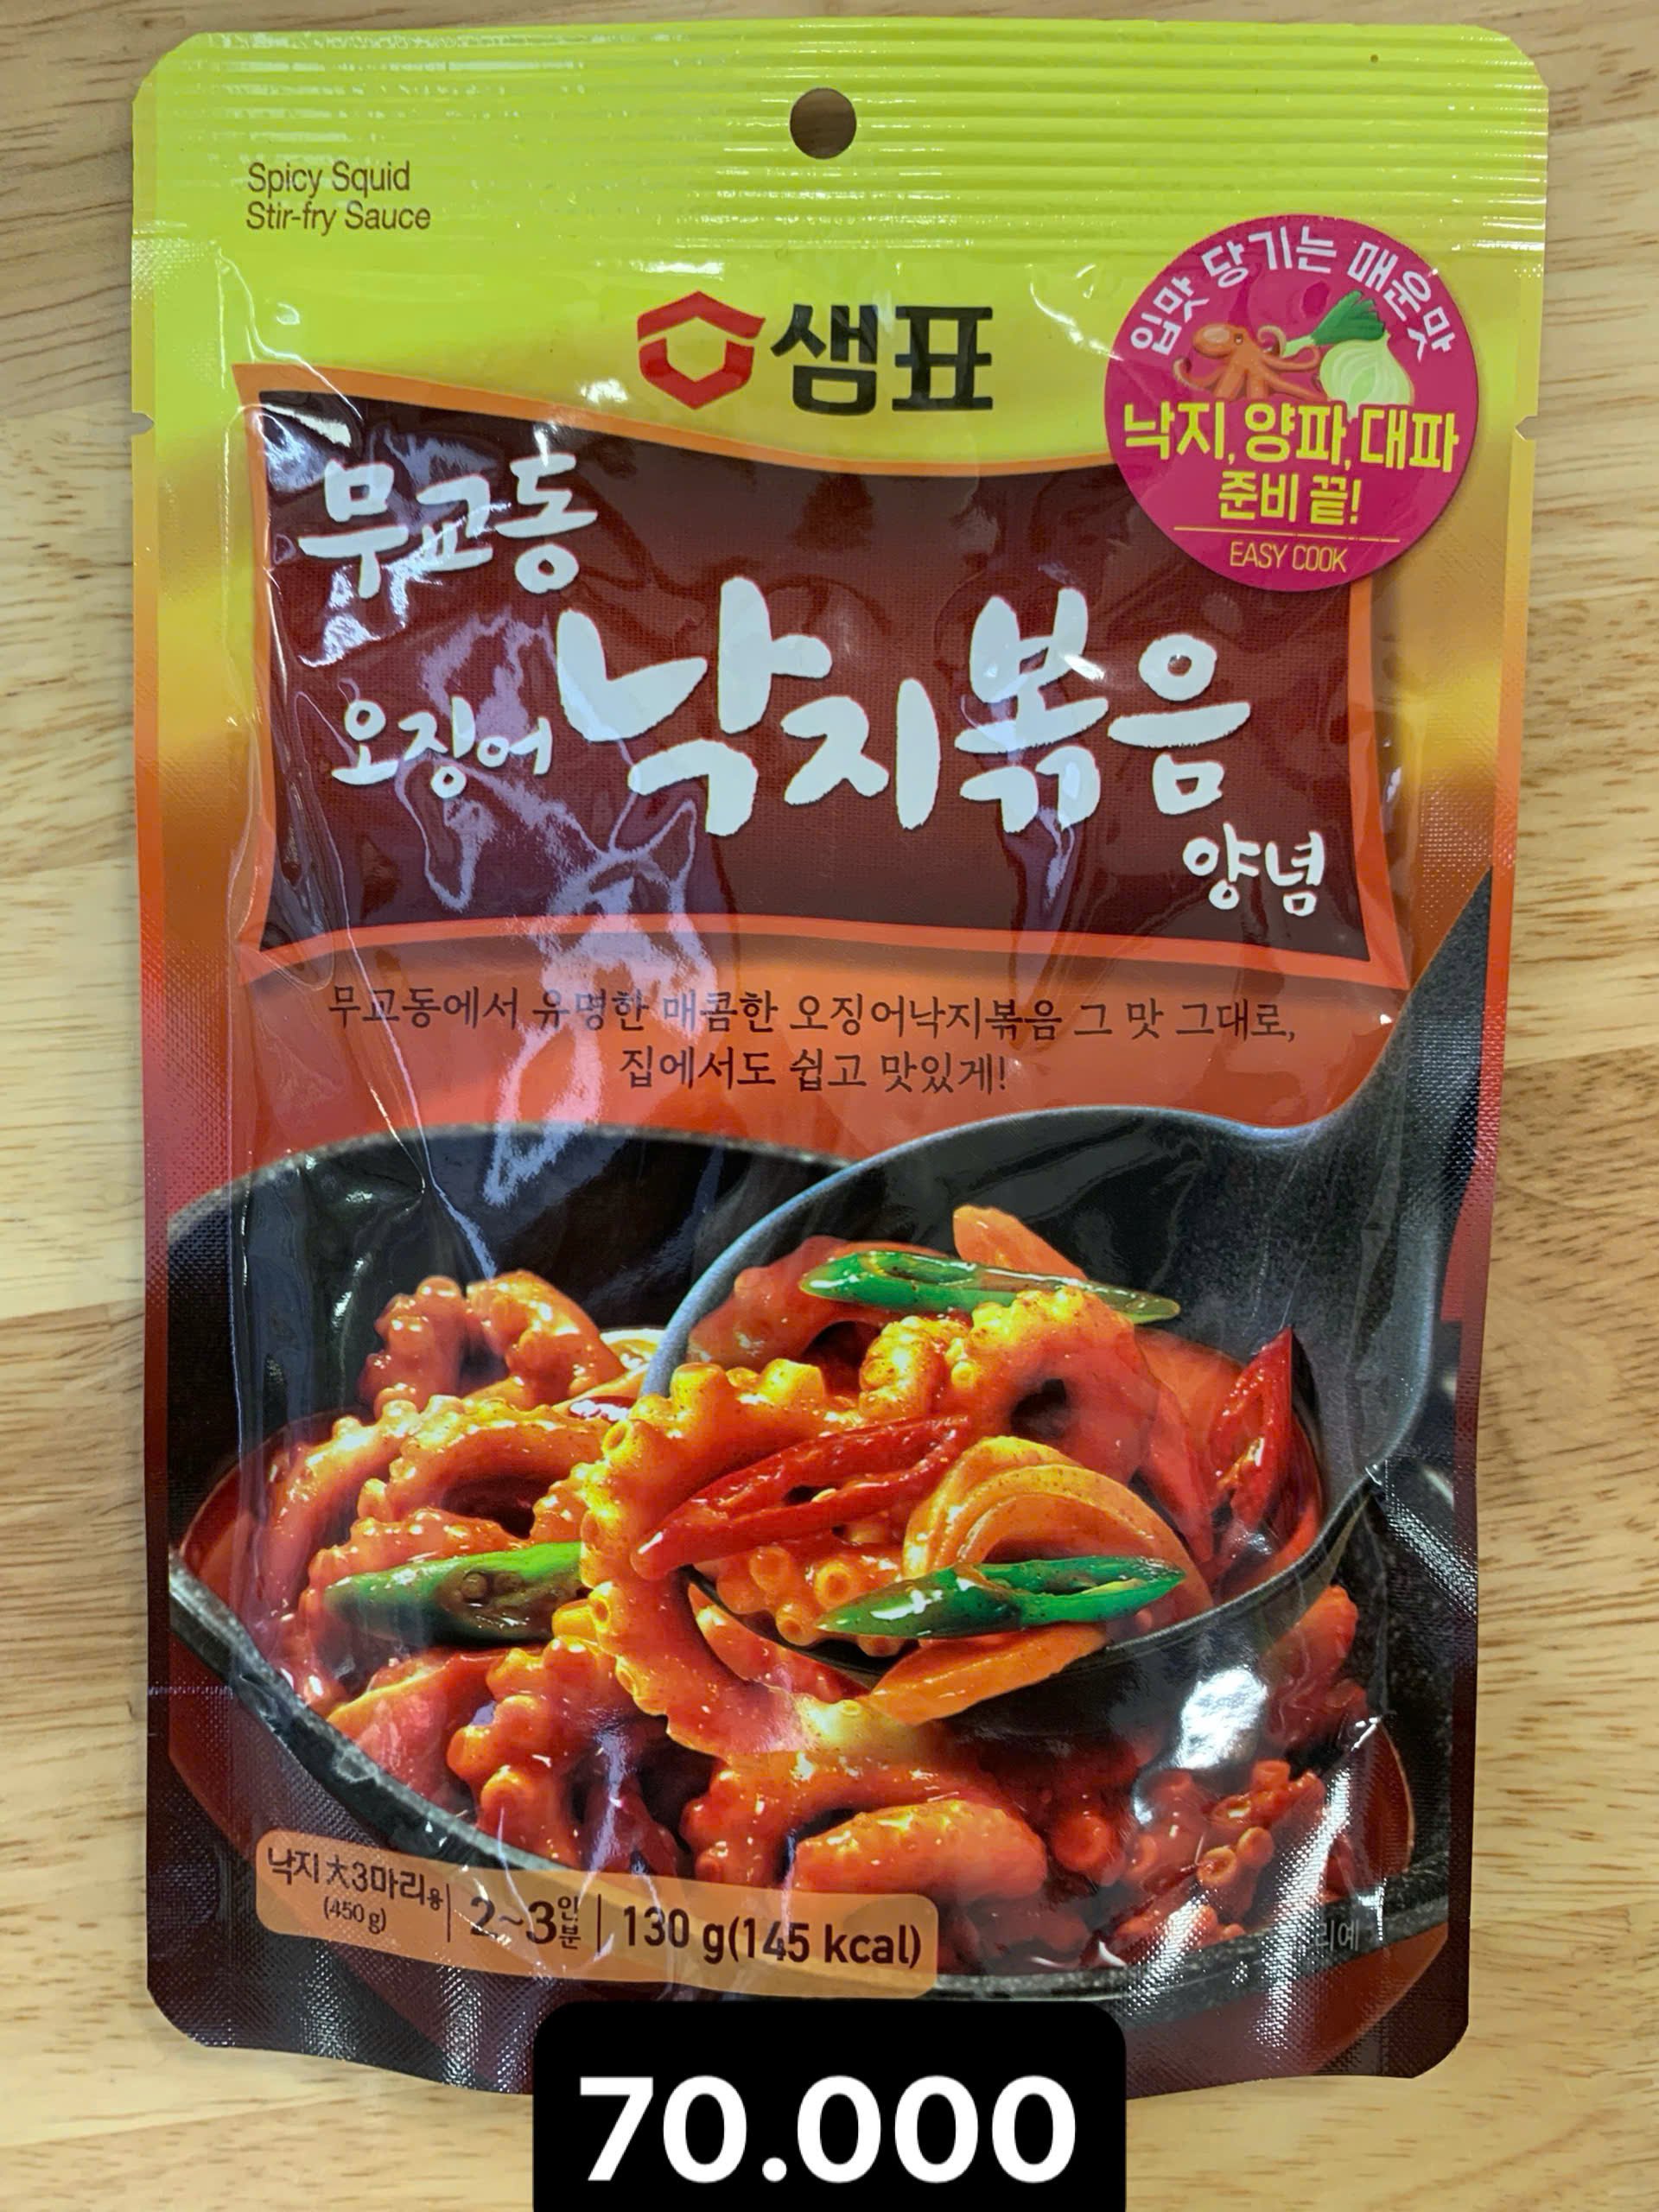 Spicy Squid
Stir-fry Sauce
샘표
입맛 당기는 매운맛
낙지, 양파, 대파
준비 끝!
EASY COOK
무교동
오징어 낙지볶음
양념
무교동에서 유명한 매콤한 오징어낙지볶음 그 맛 그대로,
집에서도 쉽고 맛있게!
낙지 大3마리용
(450 g)
2~3인분
130 g(145 kcal)
70.000